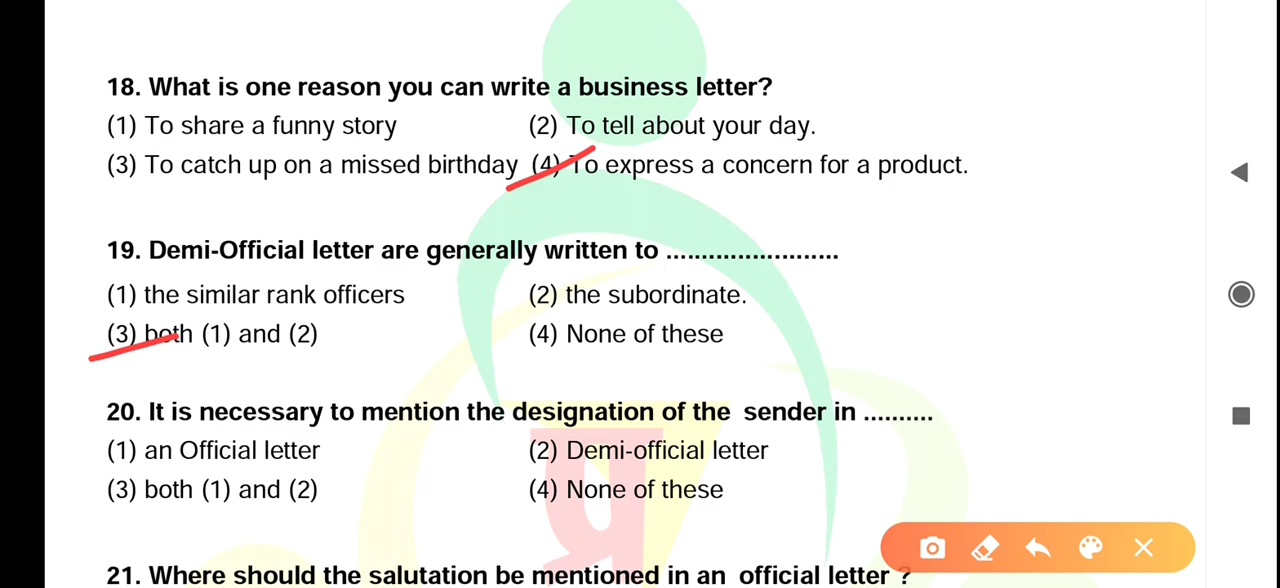 18. What is one reason you can write a business letter?
(1) To share a funny story (2) To tell about your day.
(3) To catch up on a missed birthday (4) To express a concern for a product.
19. Demi-Official letter are generally written to ........................
(1) the similar rank officers (2) the subordinate.
(3) both (1) and (2) (4) None of these
20. It is necessary to mention the designation of the sender in ..........
(1) an Official letter (2) Demi-official letter
(3) both (1) and (2) (4) None of these
21. Where should the salutation be mentioned in an official letter ?